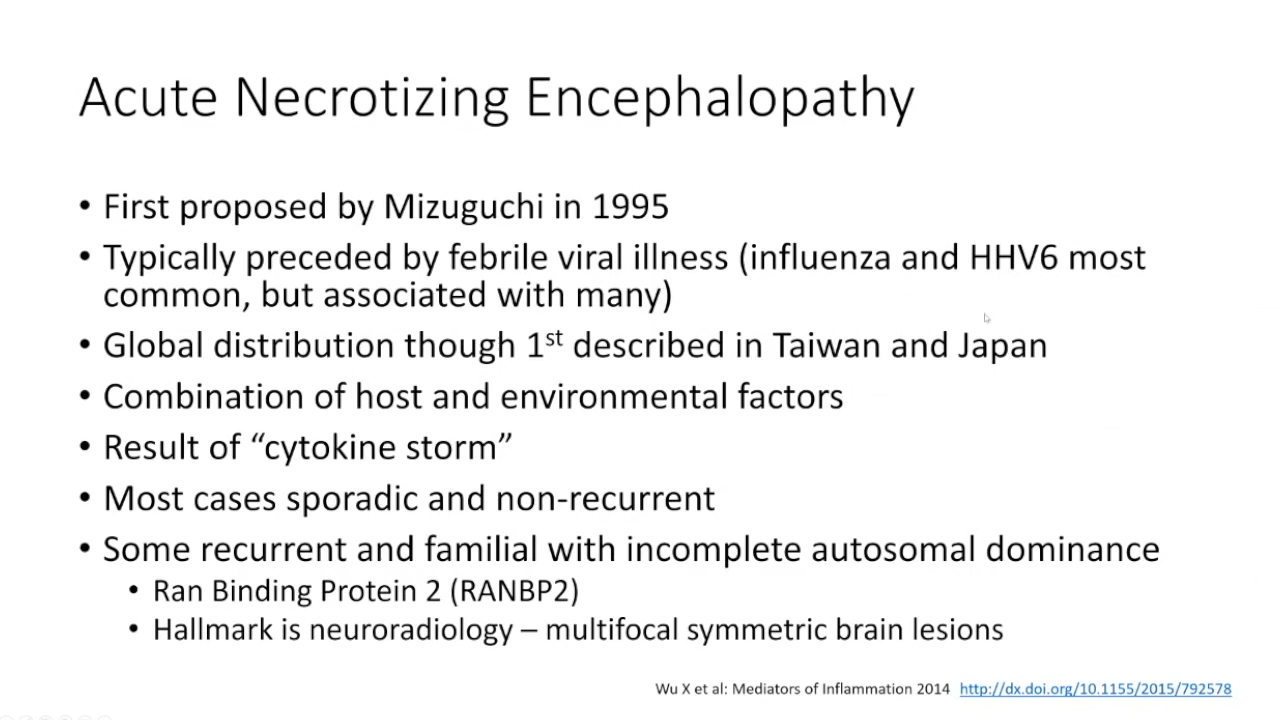 Acute Necrotizing Encephalopathy
• First proposed by Mizuguchi in 1995
• Typically preceded by febrile viral illness (influenza and HHV6 most
common, but associated with many)
• Global distribution though 1st described in Taiwan and Japan
• Combination of host and environmental factors
• Result of “cytokine storm”
• Most cases sporadic and non-recurrent
• Some recurrent and familial with incomplete autosomal dominance
• Ran Binding Protein 2 (RANBP2)
• Hallmark is neuroradiology – multifocal symmetric brain lesions
Wu X et al: Mediators of Inflammation 2014 http://dx.doi.org/10.1155/2015/792578